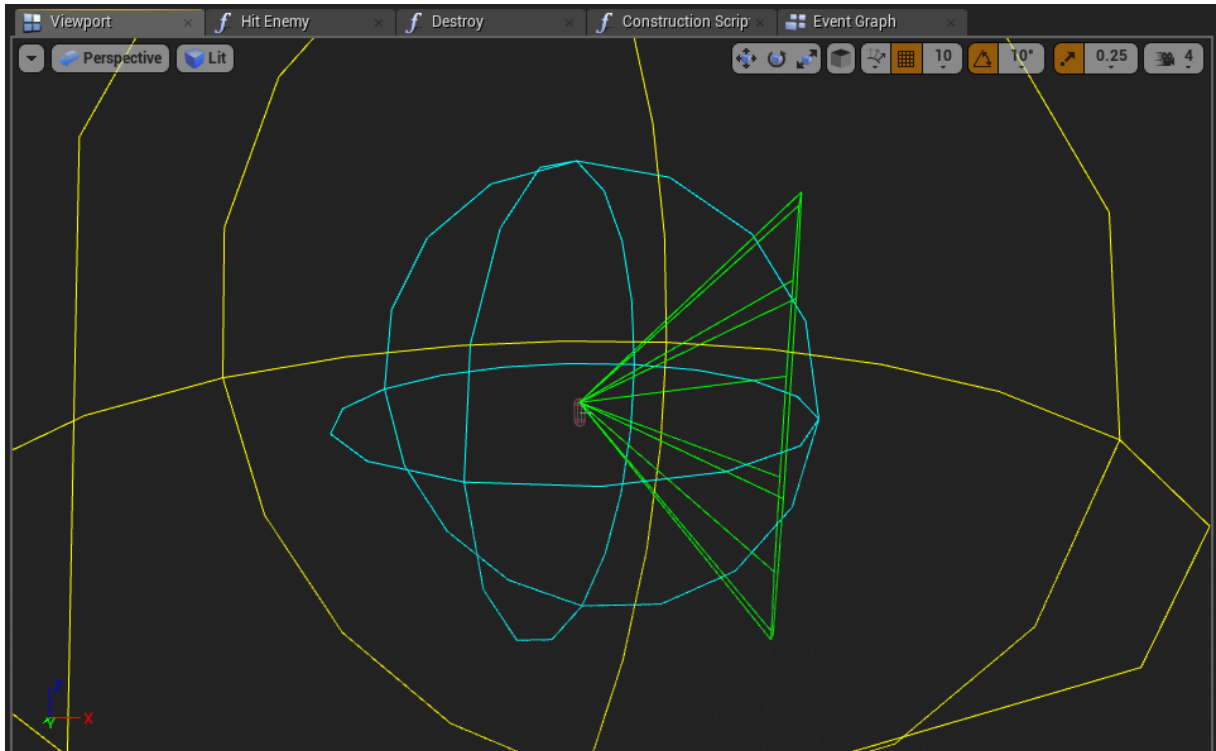 Viewport × Hit Enemy × Destroy × Construction Scrip × Event Graph ×
Perspective Lit 10 10° 0.25 4
Z
Y X